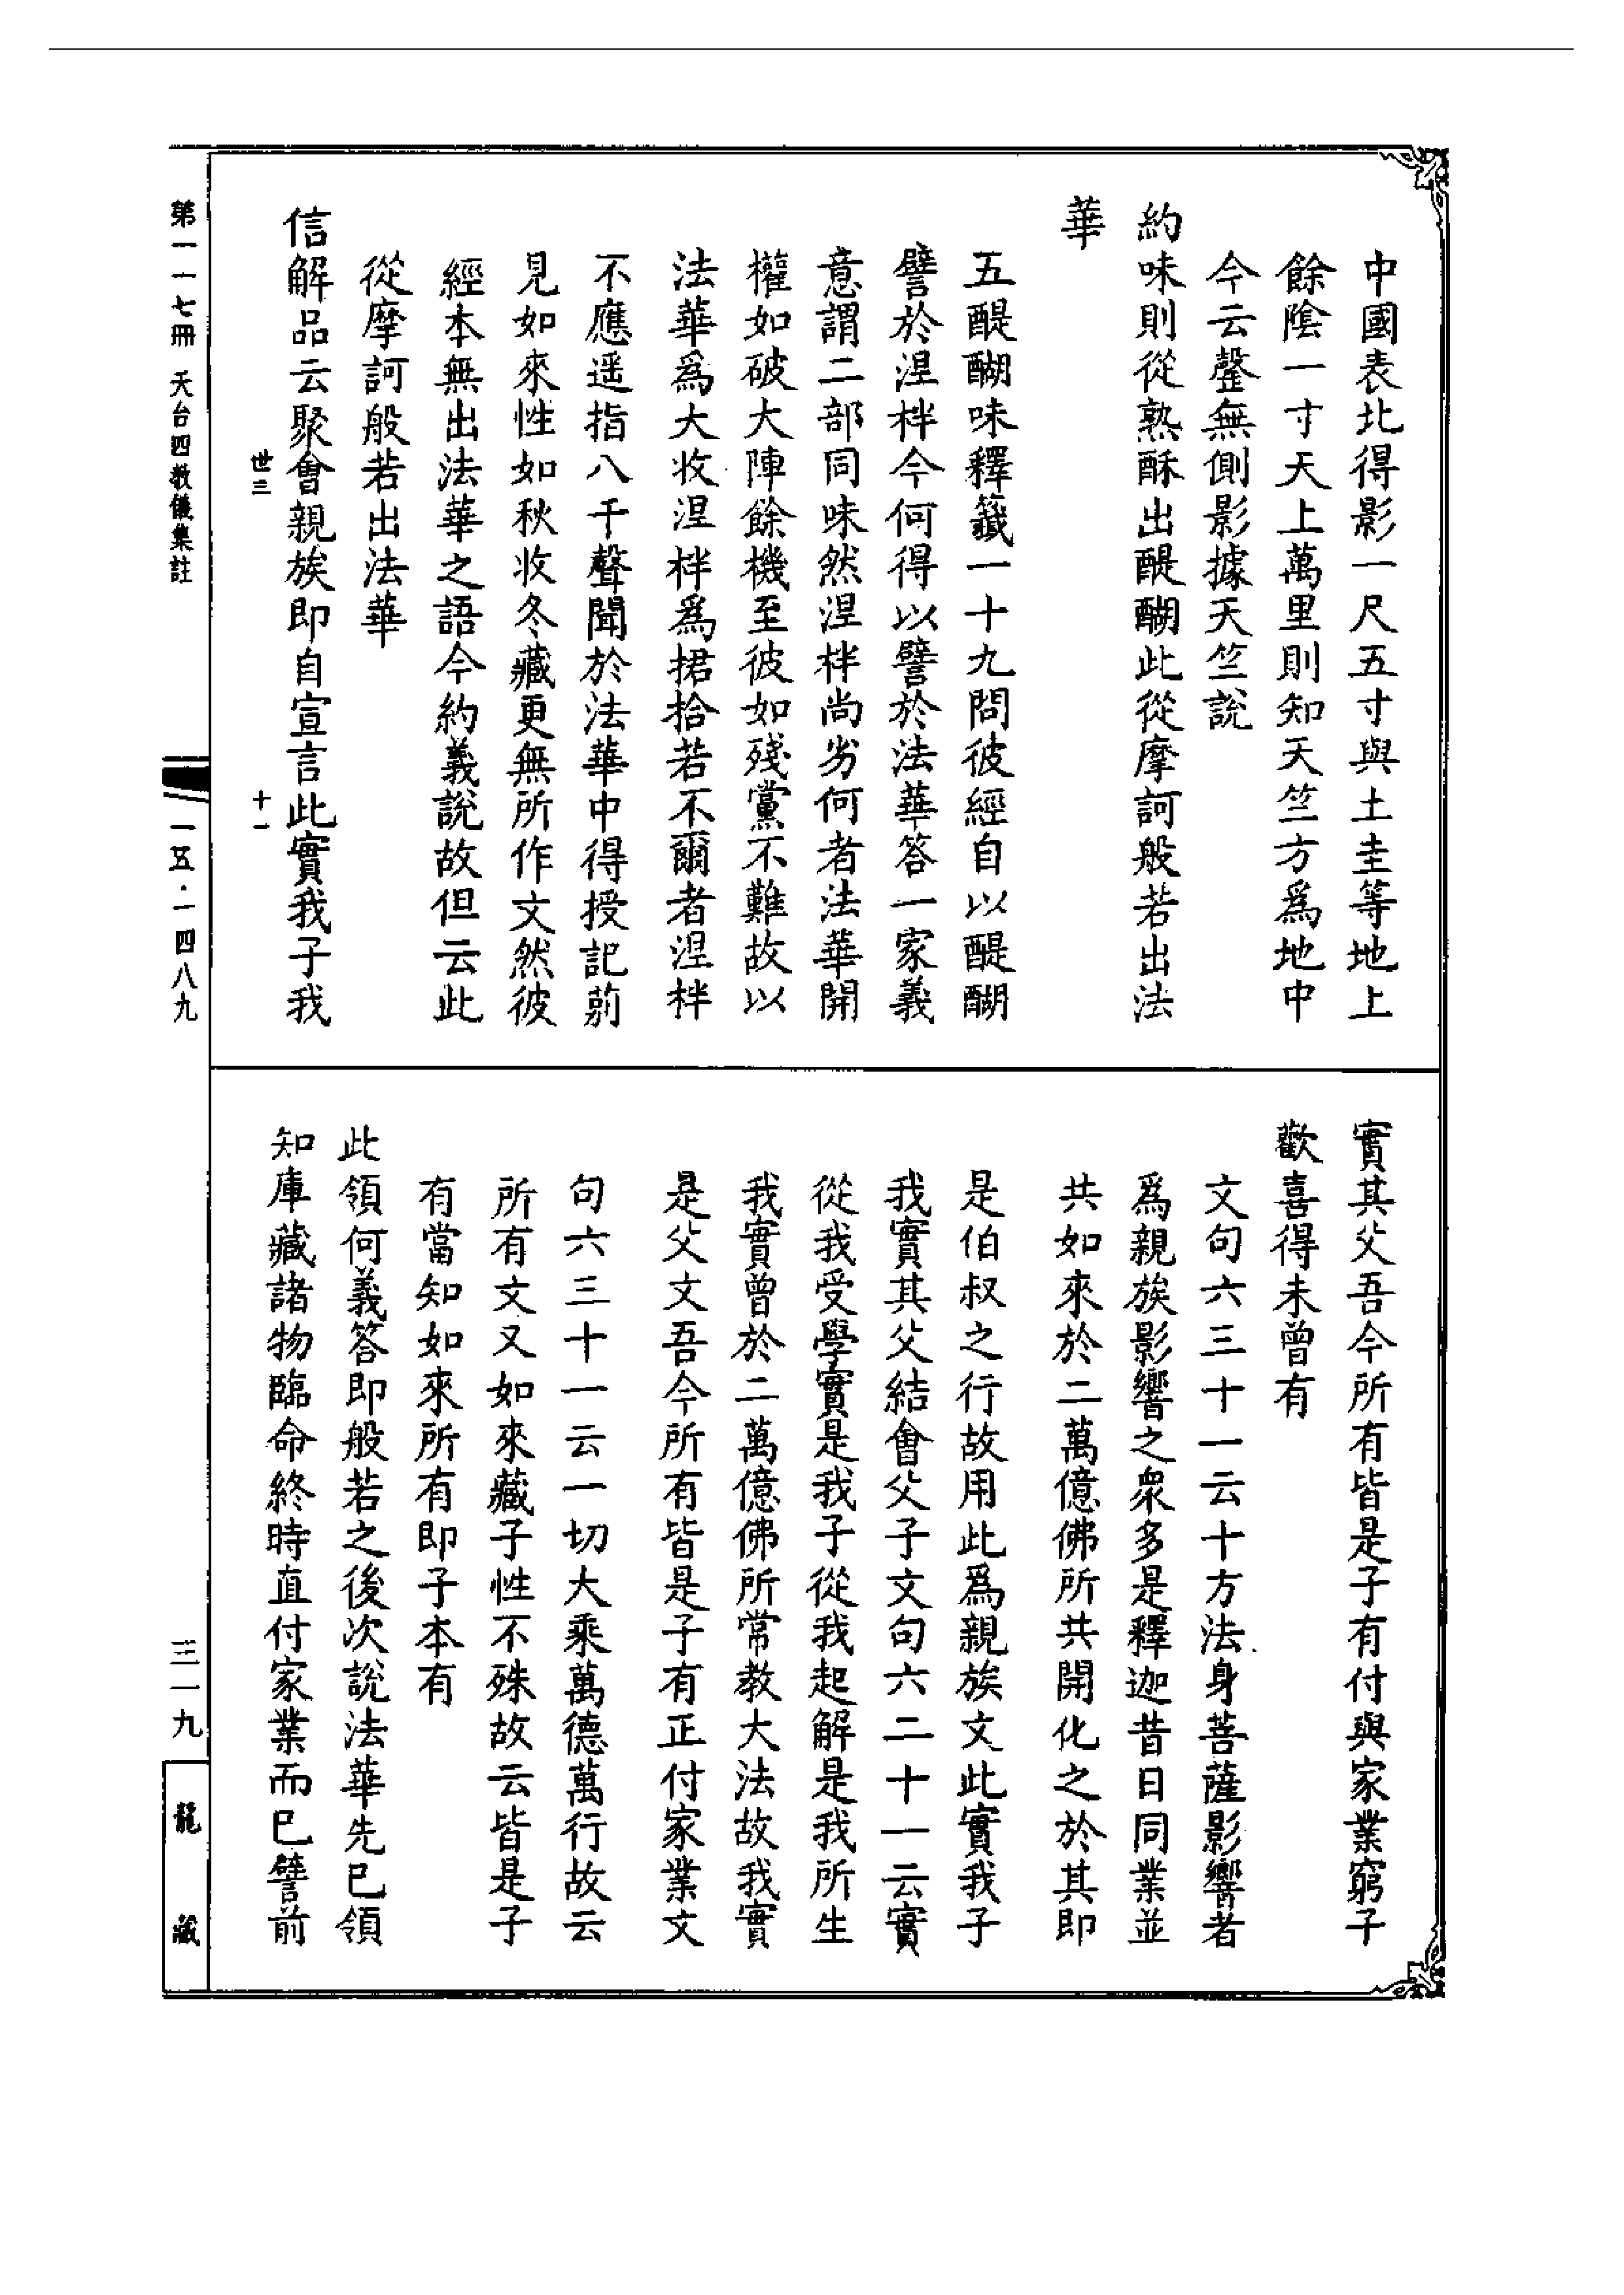 中國表北得影一尺五寸與土圭等地上
餘陰一寸天上萬里則知天竺方爲地中
今云罄無側影據天竺說
約味則從熟酥出醍醐此從摩訶般若出法
華
五醍醐味釋籤一十九問彼經自以醍醐
譬於涅槃今何得以譬於法華答一家義
意謂二部同味然涅槃尚劣何者法華開
權如破大陣餘機至彼如殘黨不難故以
法華爲大收涅槃爲捃拾若不爾者涅槃
不應遥指八千聲聞於法華中得授記莂
見如來性如秋收冬藏更無所作文然彼
經本無出法華之語今約義說故但云此
從摩訶般若出法華
信解品云聚會親族即自宣言此實我子我
世三
十一
實其父吾今所有皆是子有付與家業窮子
歡喜得未曾有
文句六三十一云十方法身菩薩影響者
爲親族影響之衆多是釋迦昔日同業並
共如來於二萬億佛所共開化之於其即
是伯叔之行故用此爲親族文此實我子
我實其父結會父子文句六二十一云實
從我受學實是我子從我起解是我所生
我實曾於二萬億佛所常教大法故我實
是父文吾今所有皆是子有正付家業文
句六三十一云一切大乘萬德萬行故云
所有文又如來藏子性不殊故云皆是子
有當知如來所有即子本有
此領何義答即般若之後次說法華先已領
知庫藏諸物臨命終時直付家業而已譬前
第一一七冊 天台四教儀集註
一五·一四八九
三一九
龍藏